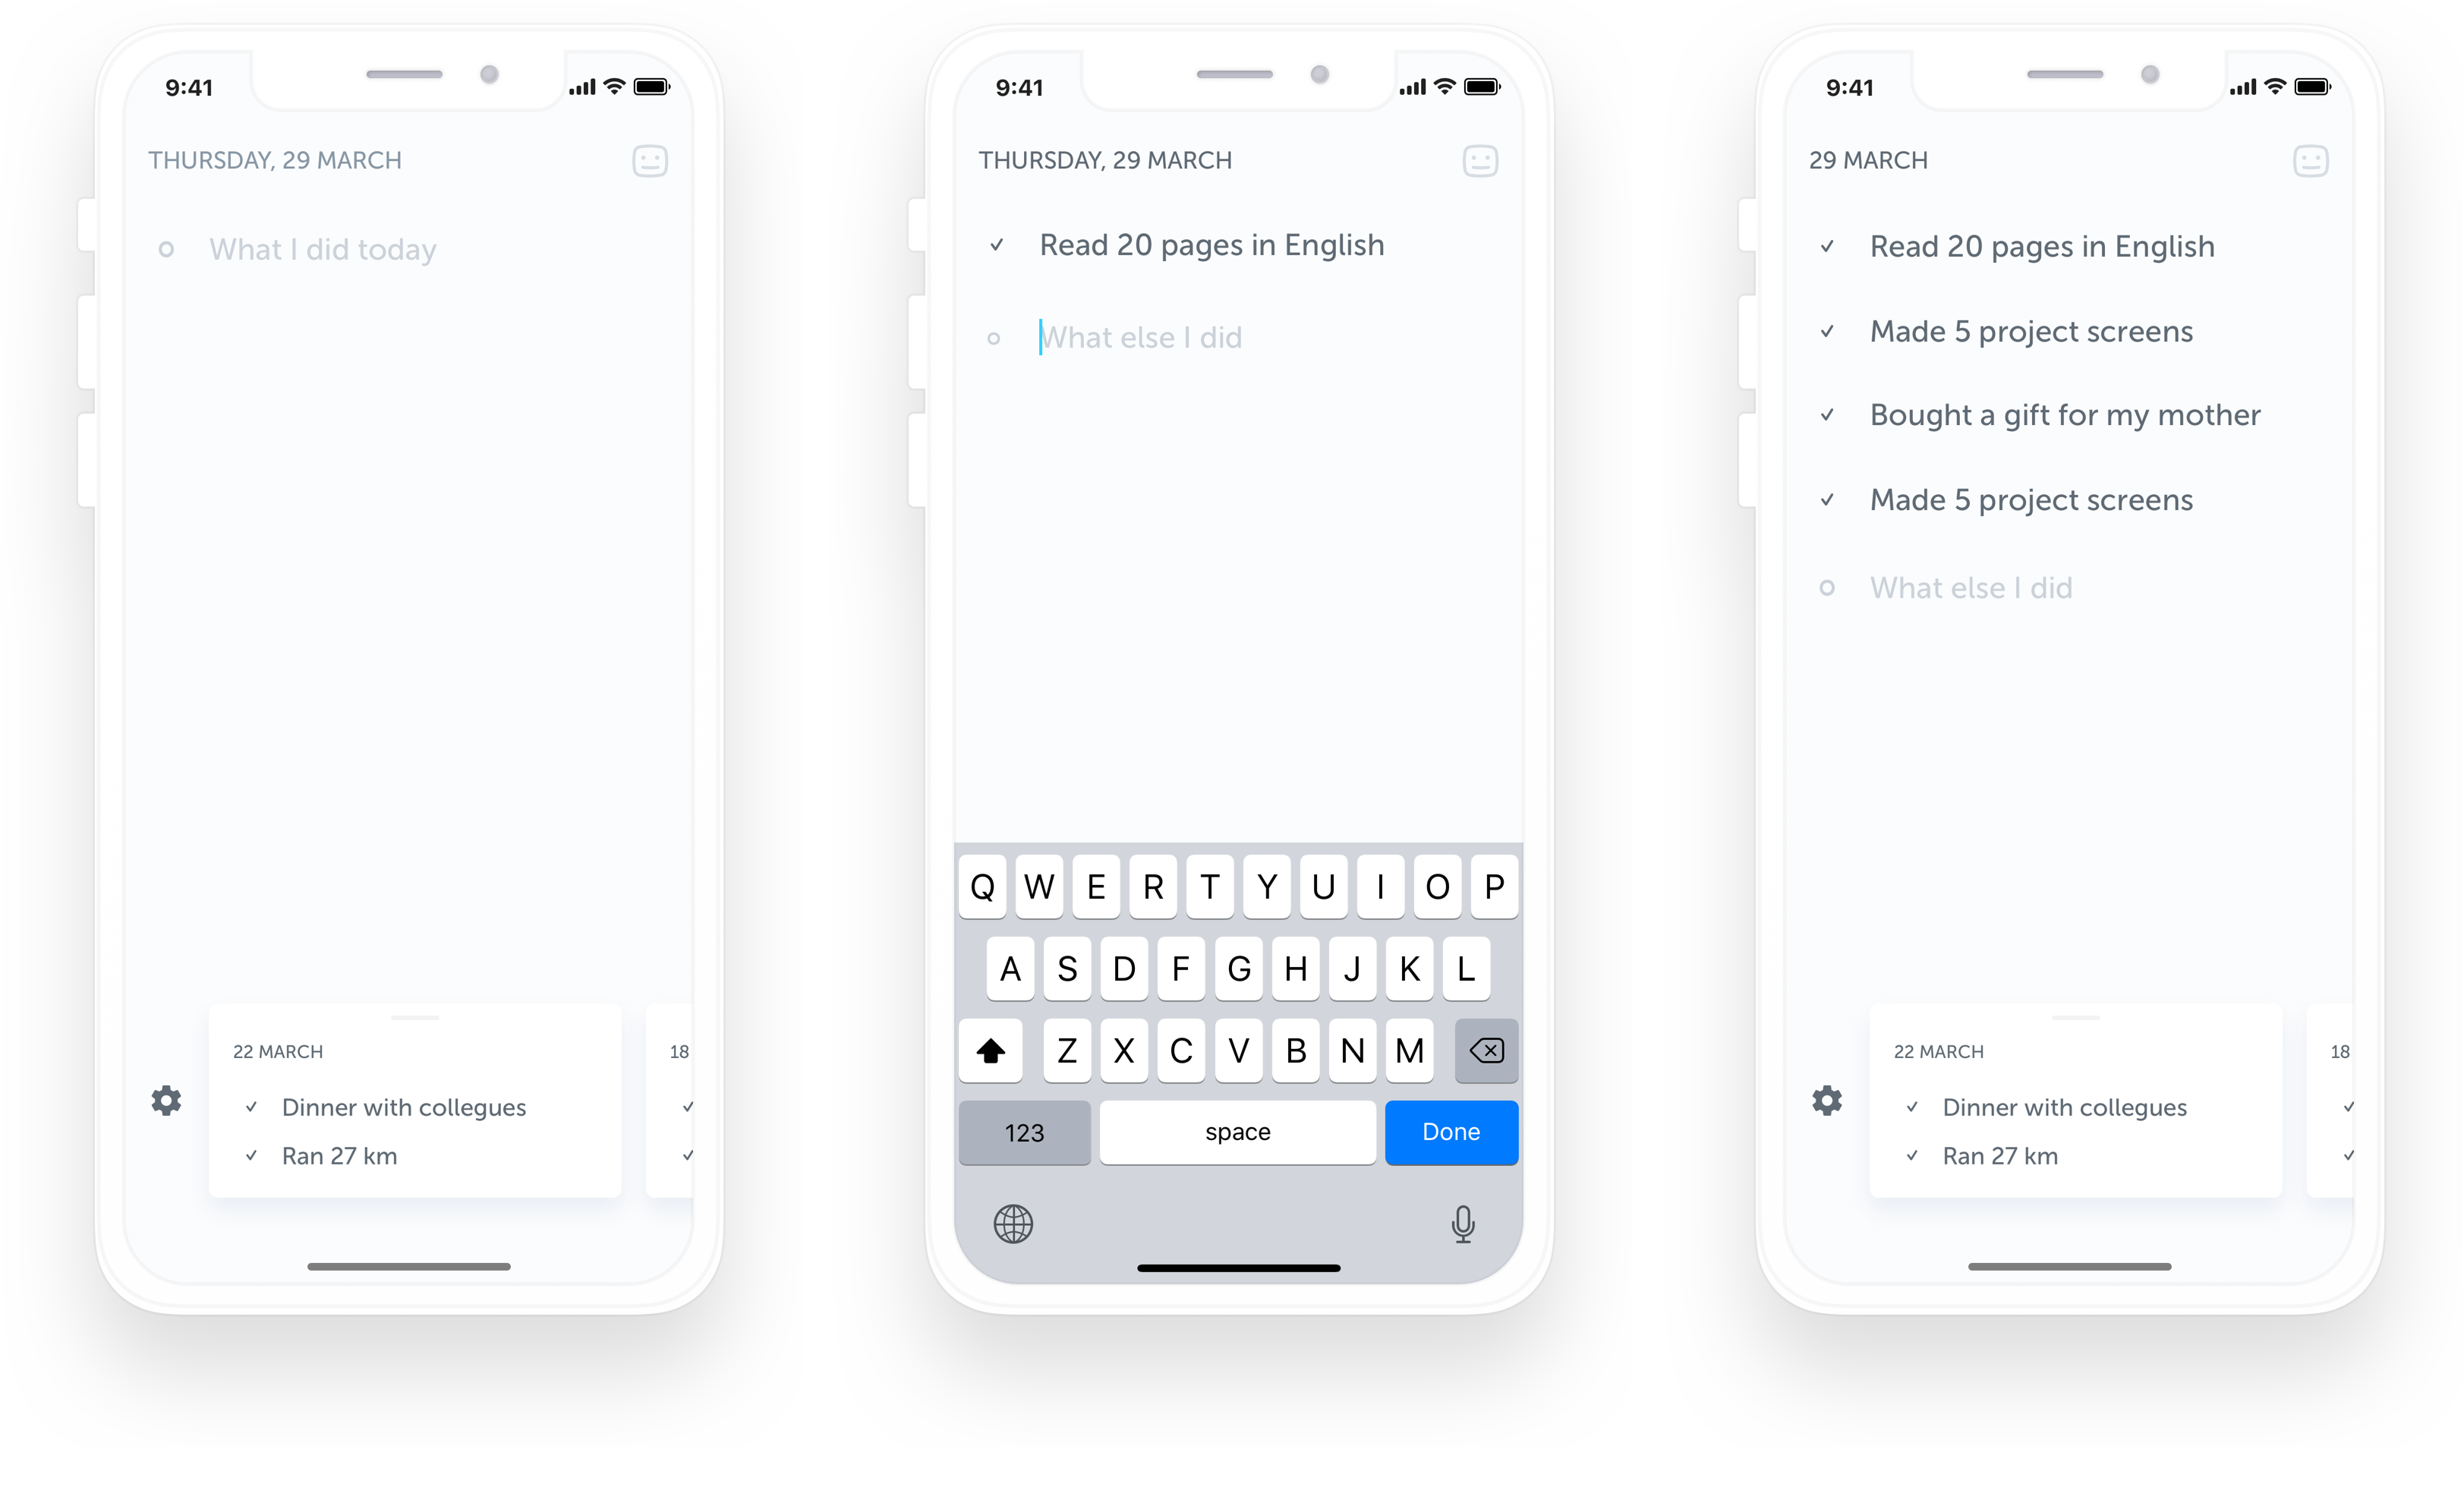 9:41
THURSDAY, 29 MARCH
What I did today
22 MARCH
Dinner with collegues
Ran 27 km
18
9:41
THURSDAY, 29 MARCH
Read 20 pages in English
What else I did
Q W E R T Y U I O P
A S D F G H J K L
Z X C V B N M
123 space Done
9:41
29 MARCH
Read 20 pages in English
Made 5 project screens
Bought a gift for my mother
Made 5 project screens
What else I did
22 MARCH
Dinner with collegues
Ran 27 km
18